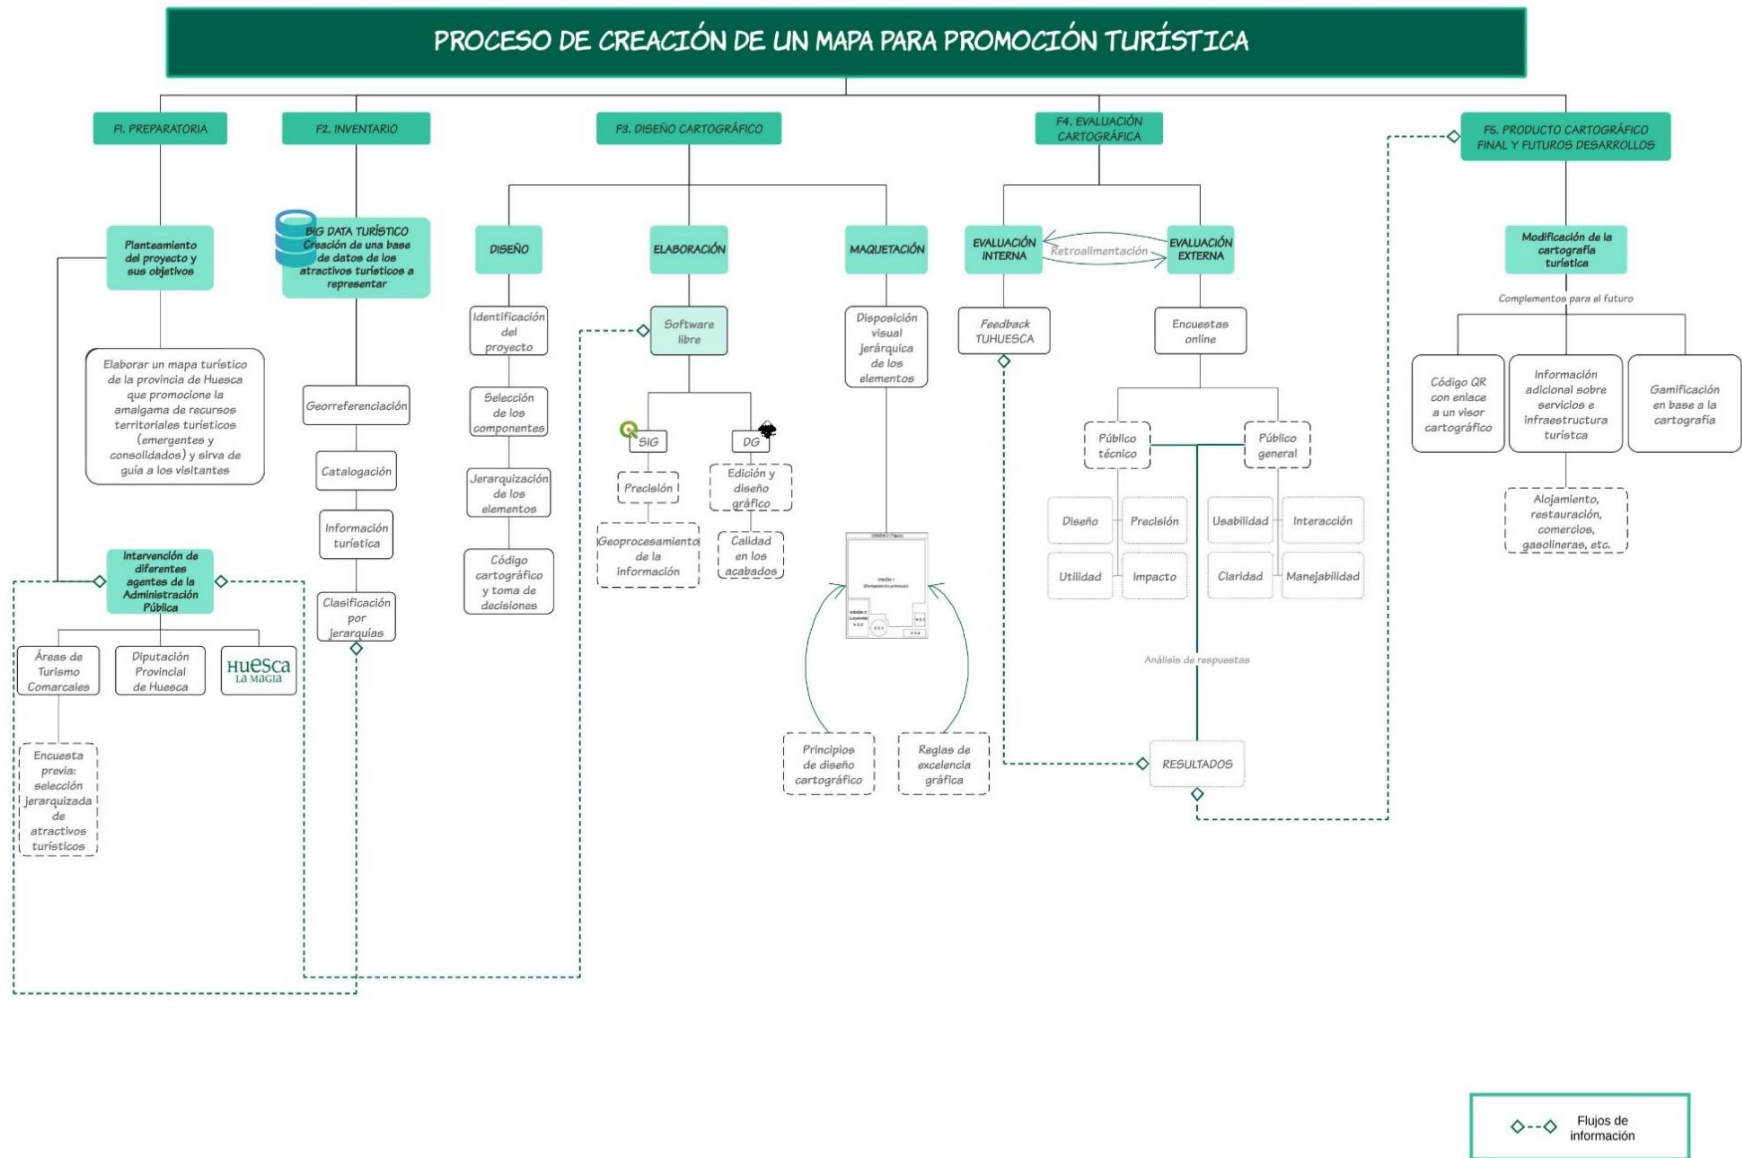 PROCESO DE CREACIÓN DE UN MAPA PARA PROMOCIÓN TURÍSTICA
F1. PREPARATORIA
Planteamiento
del proyecto y
sus objetivos
Elaborar un mapa turístico
de la provincia de Huesca
que promocione la
amalgama de recursos
territoriales turísticos
(emergentes y
consolidados) y sirva de
guía a los visitantes
Intervención de
diferentes
agentes de la
Administración
Pública
Áreas de
Turismo
Comarcales
Diputación
Provincial
de Huesca
HUESCA
LA MAGIA
Encuesta
previa:
selección
jerarquizada
de
atractivos
turísticos
F2. INVENTARIO
BIG DATA TURÍSTICO
Creación de una base
de datos de los
atractivos turísticos a
representar
Georreferenciación
Catalogación
Información
turística
Clasificación
por
jerarquías
F3. DISEÑO CARTOGRÁFICO
DISEÑO
Identificación
del
proyecto
Selección
de los
componentes
Jerarquización
de los
elementos
Código
cartográfico
y toma de
decisiones
ELABORACIÓN
Software
libre
SIG
Precisión
Geoprocesamiento
de la
información
DG
Edición y
diseño
gráfico
Calidad
en los
acabados
MAQUETACIÓN
Disposición
visual
jerárquica
de los
elementos
Principios
de diseño
cartográfico
Reglas de
excelencia
gráfica
F4. EVALUACIÓN
CARTOGRÁFICA
EVALUACIÓN
INTERNA
Retroalimentación
EVALUACIÓN
EXTERNA
Feedback
TUHUESCA
Encuestas
online
Público
técnico
Público
general
Diseño
Precisión
Utilidad
Impacto
Usabilidad
Interacción
Claridad
Manejabilidad
Análisis de respuestas
RESULTADOS
F5. PRODUCTO CARTOGRÁFICO
FINAL Y FUTUROS DESARROLLOS
Modificación de la
cartografía
turística
Complementos para el futuro
Código QR
con enlace
a un visor
cartográfico
Información
adicional sobre
servicios e
infraestructura
turístca
Gamificación
en base a la
cartografía
Alojamiento,
restauración,
comercios,
gasolineras, etc.
Flujos de
información